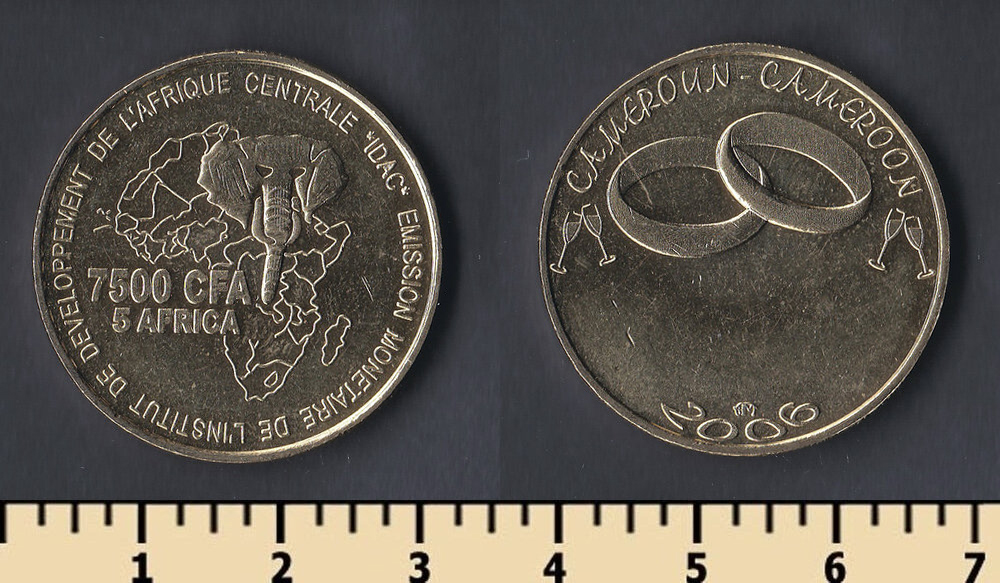 EMISSION MONETAIRE DE L'INSTITUT DE DEVELOPPEMENT DE L'AFRIQUE CENTRALE "IDAC"
7500 CFA
5 AFRICA
CAMEROUN - CAMEROON
2006
1 2 3 4 5 6 7